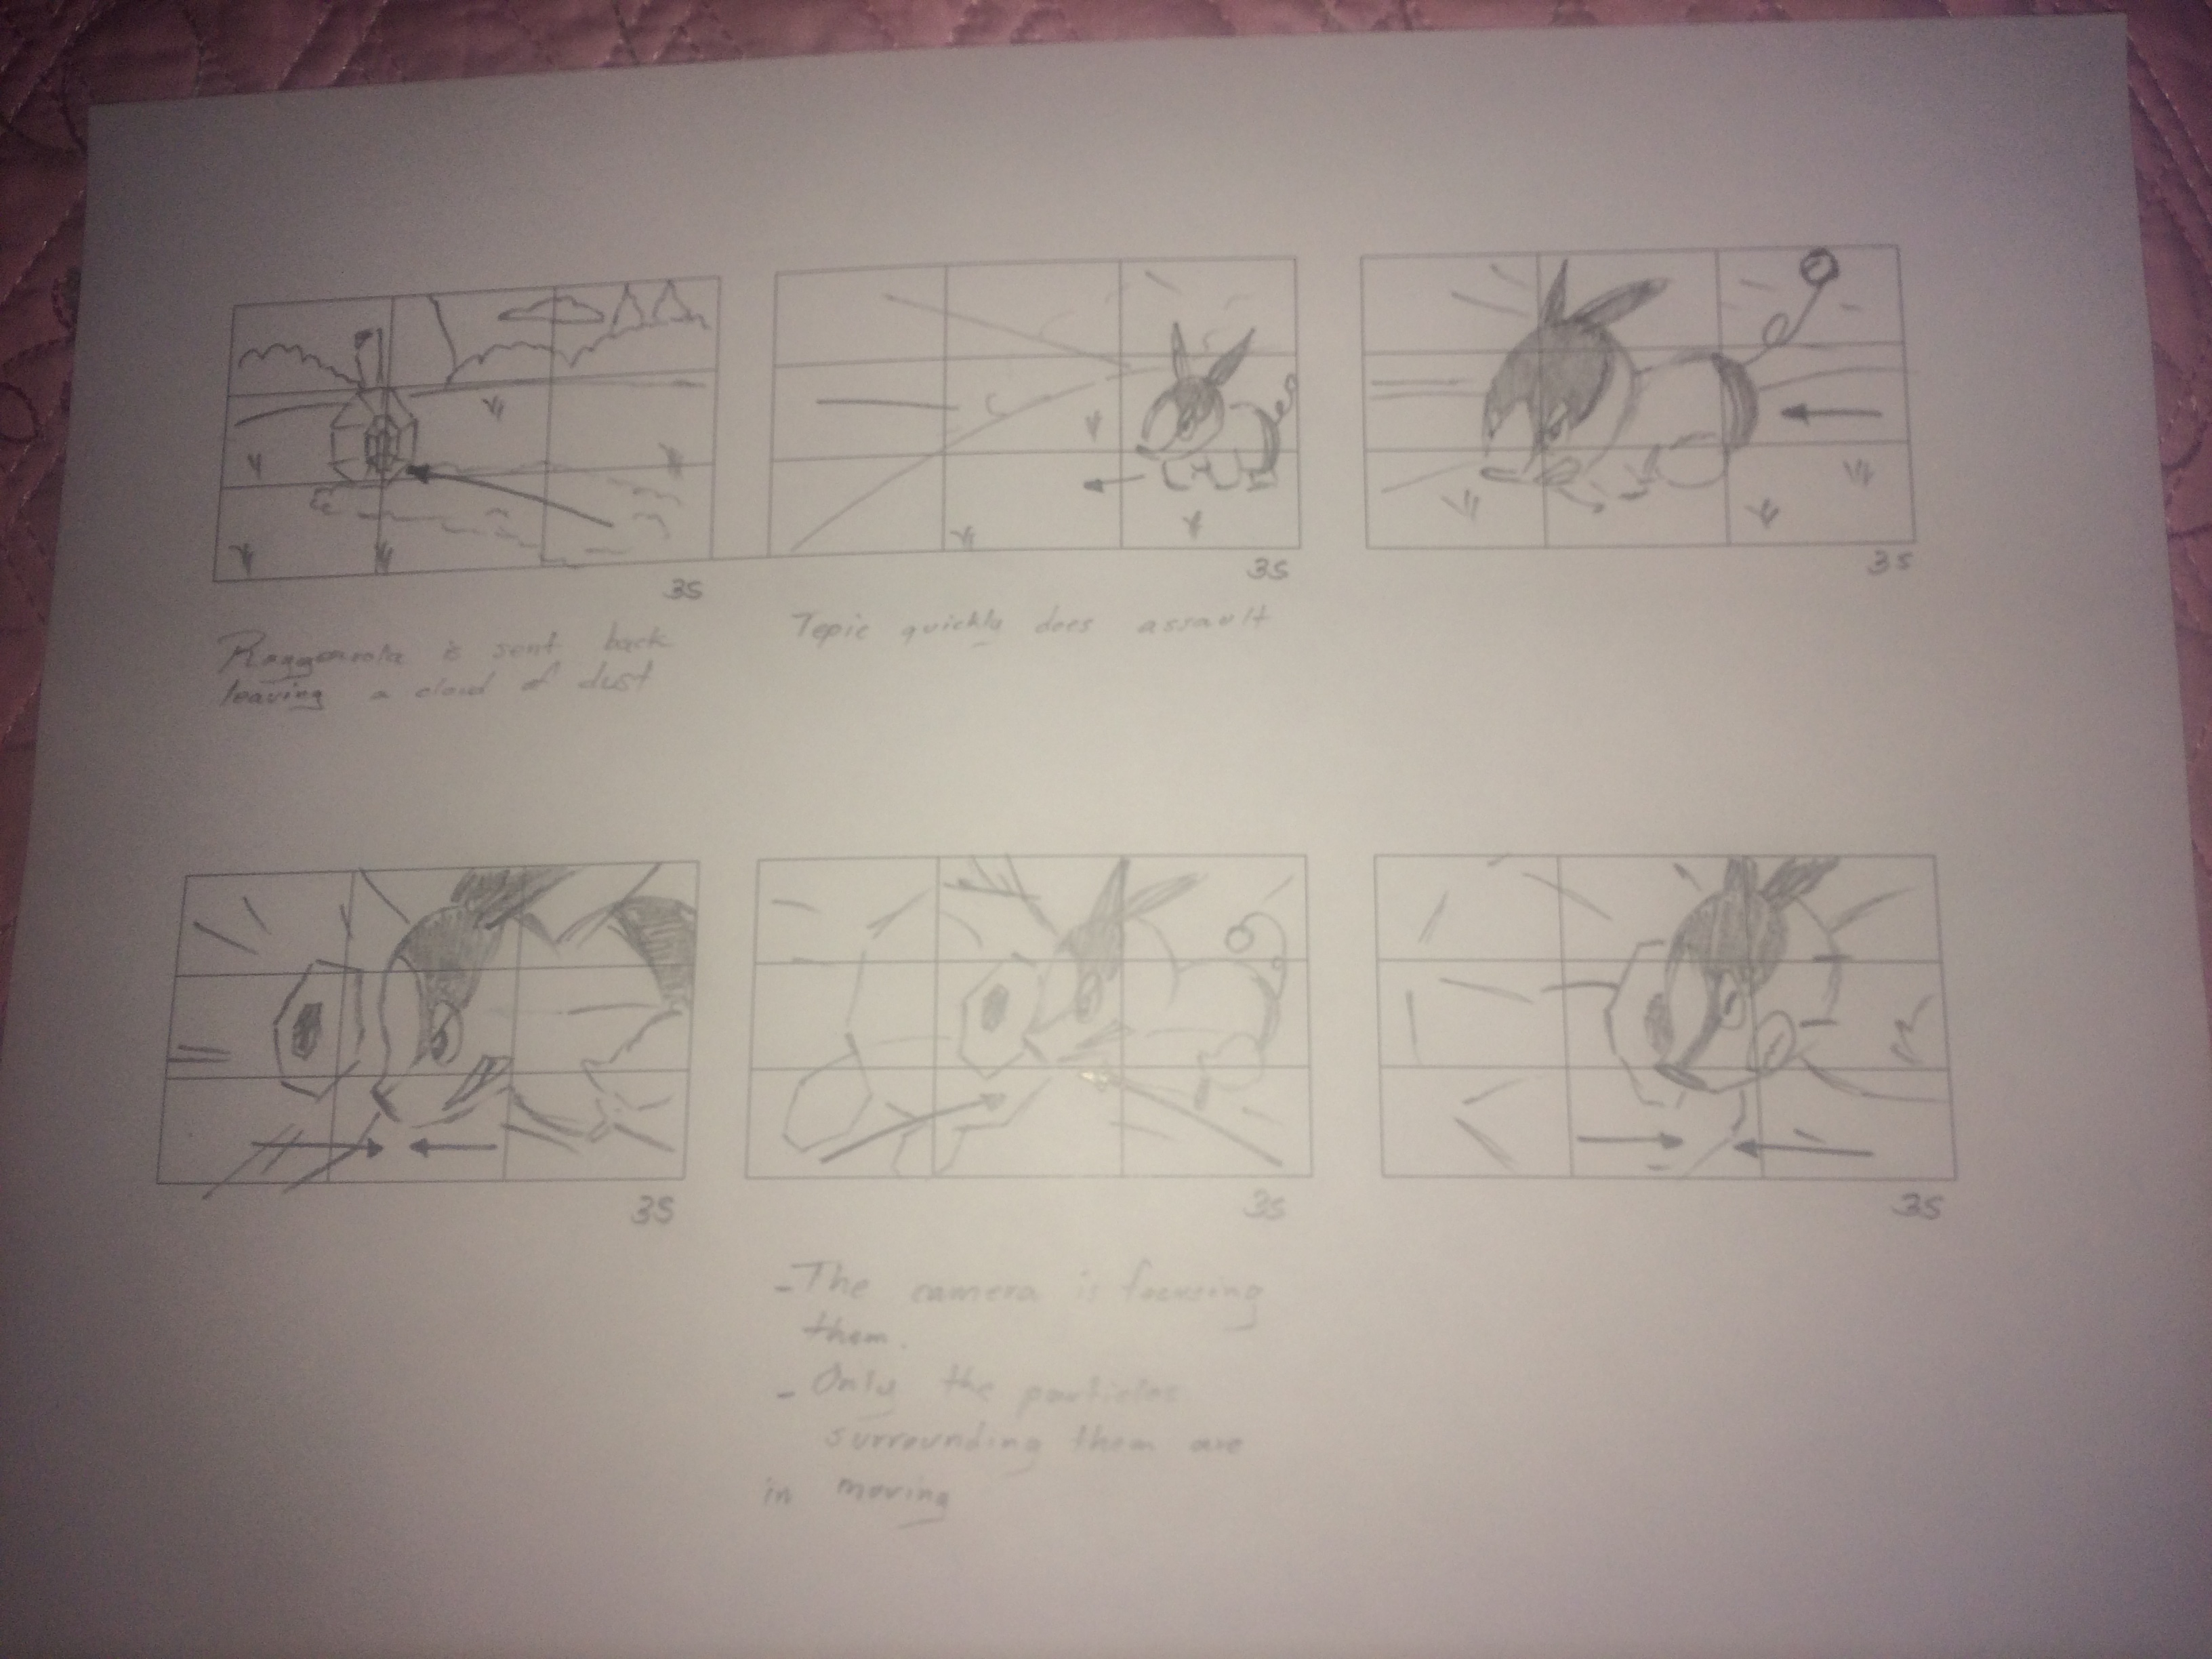 3S
3S
3S
Roggenrola is sent back
leaving a cloud of dust
Tepic quickly does assault
3S
3S
3S
- The camera is focusing
them.
- Only the particles
surrounding them are
in moving